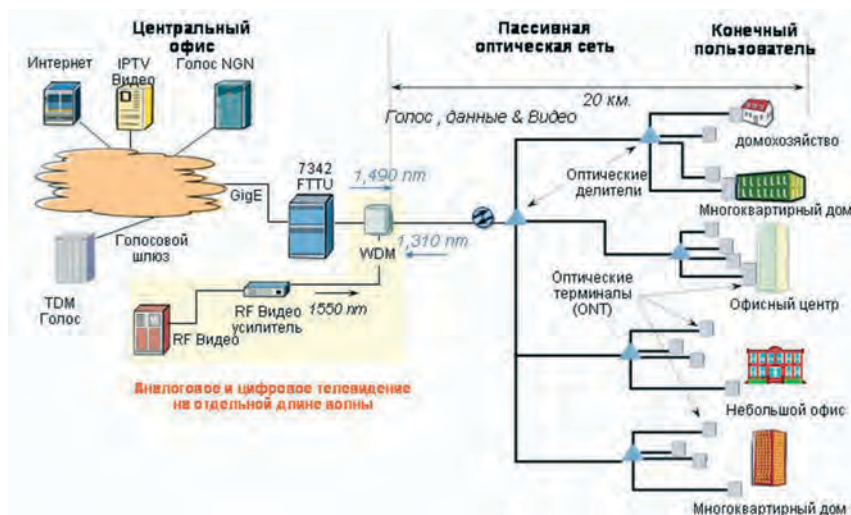 Центральный
офис
Пассивная
оптическая сеть
Конечный
пользователь
Интернет
IPTV
Видео
Голос NGN
20 км.
Голос , данные & Видео
домохозяйство
7342
FTTU
1,490 nm
GigE
Оптические
делители
Многоквартирный дом
Голосовой
шлюз
WDM
1,310 nm
TDM
Голос
Оптические
терминалы
(ONT)
Офисный центр
RF Видео
RF Видео
усилитель
1550 nm
Аналоговое и цифровое телевидение
на отдельной длине волны
Небольшой офис
Многоквартирный дом